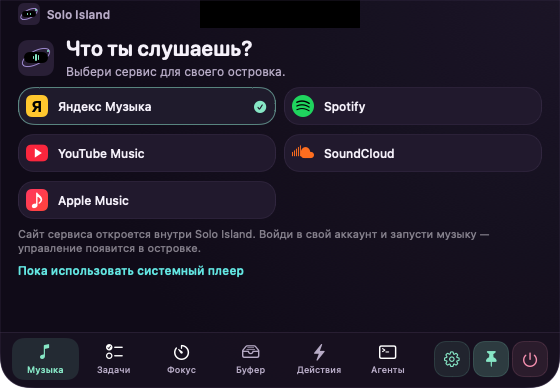 Solo Island
Что ты слушаешь?
Выбери сервис для своего островка.
Я Яндекс Музыка
Spotify
YouTube Music
SoundCloud
Apple Music
Сайт сервиса откроется внутри Solo Island. Войди в свой аккаунт и запусти музыку —
управление появится в островке.
Пока использовать системный плеер
Музыка
Задачи
Фокус
Буфер
Действия
Агенты